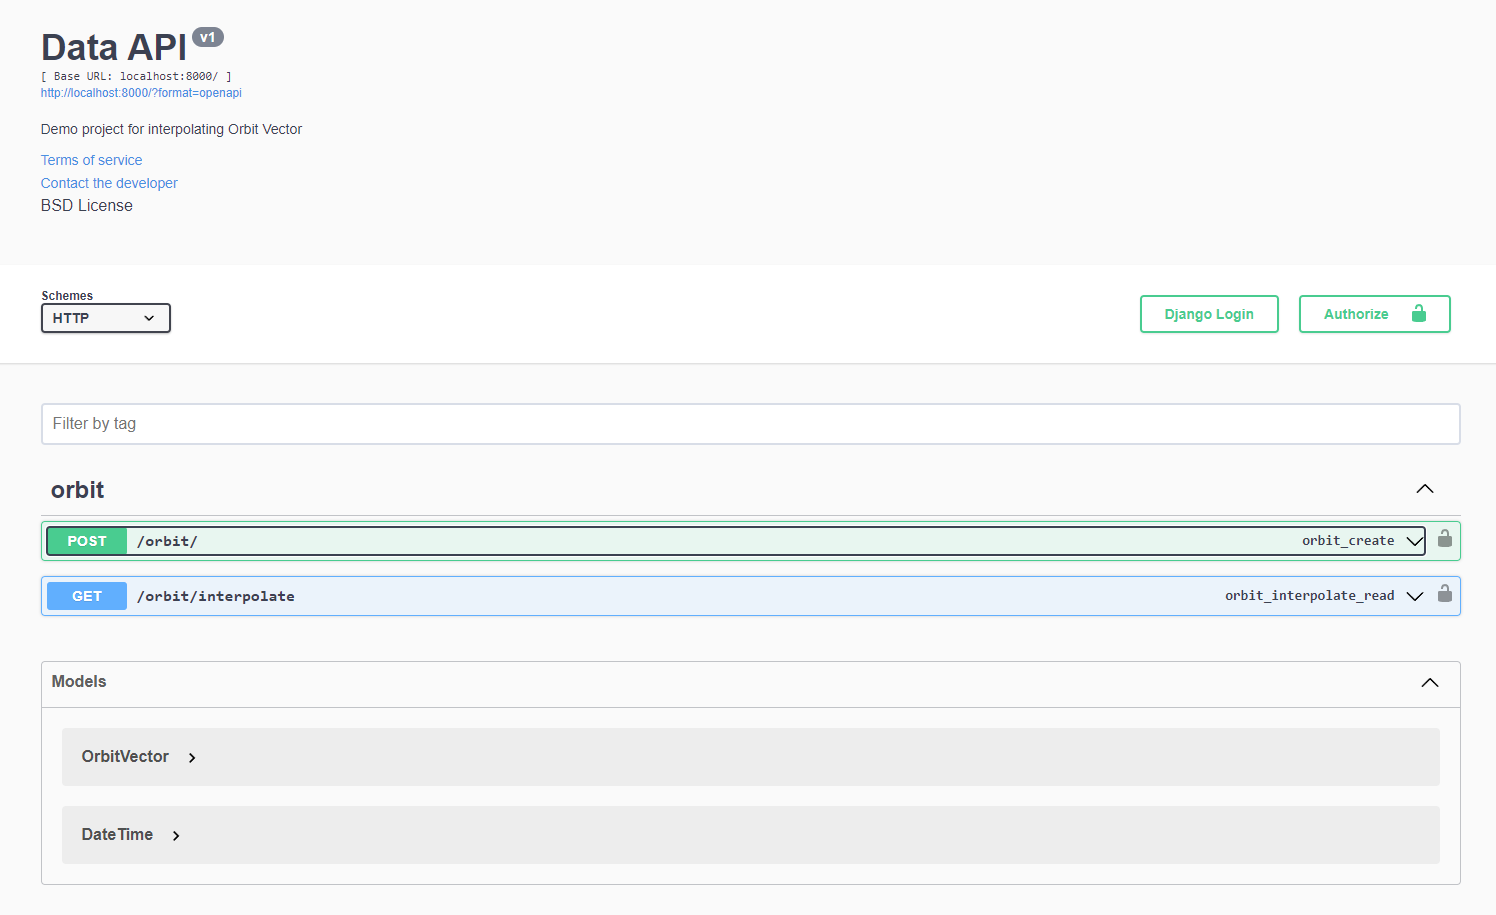 Data API v1
[ Base URL: localhost:8000/ ]
http://localhost:8000/?format=openapi
Demo project for interpolating Orbit Vector
Terms of service
Contact the developer
BSD License
Schemes
HTTP
Django Login
Authorize
Filter by tag
orbit
POST /orbit/ orbit_create
GET /orbit/interpolate orbit_interpolate_read
Models
OrbitVector
DateTime